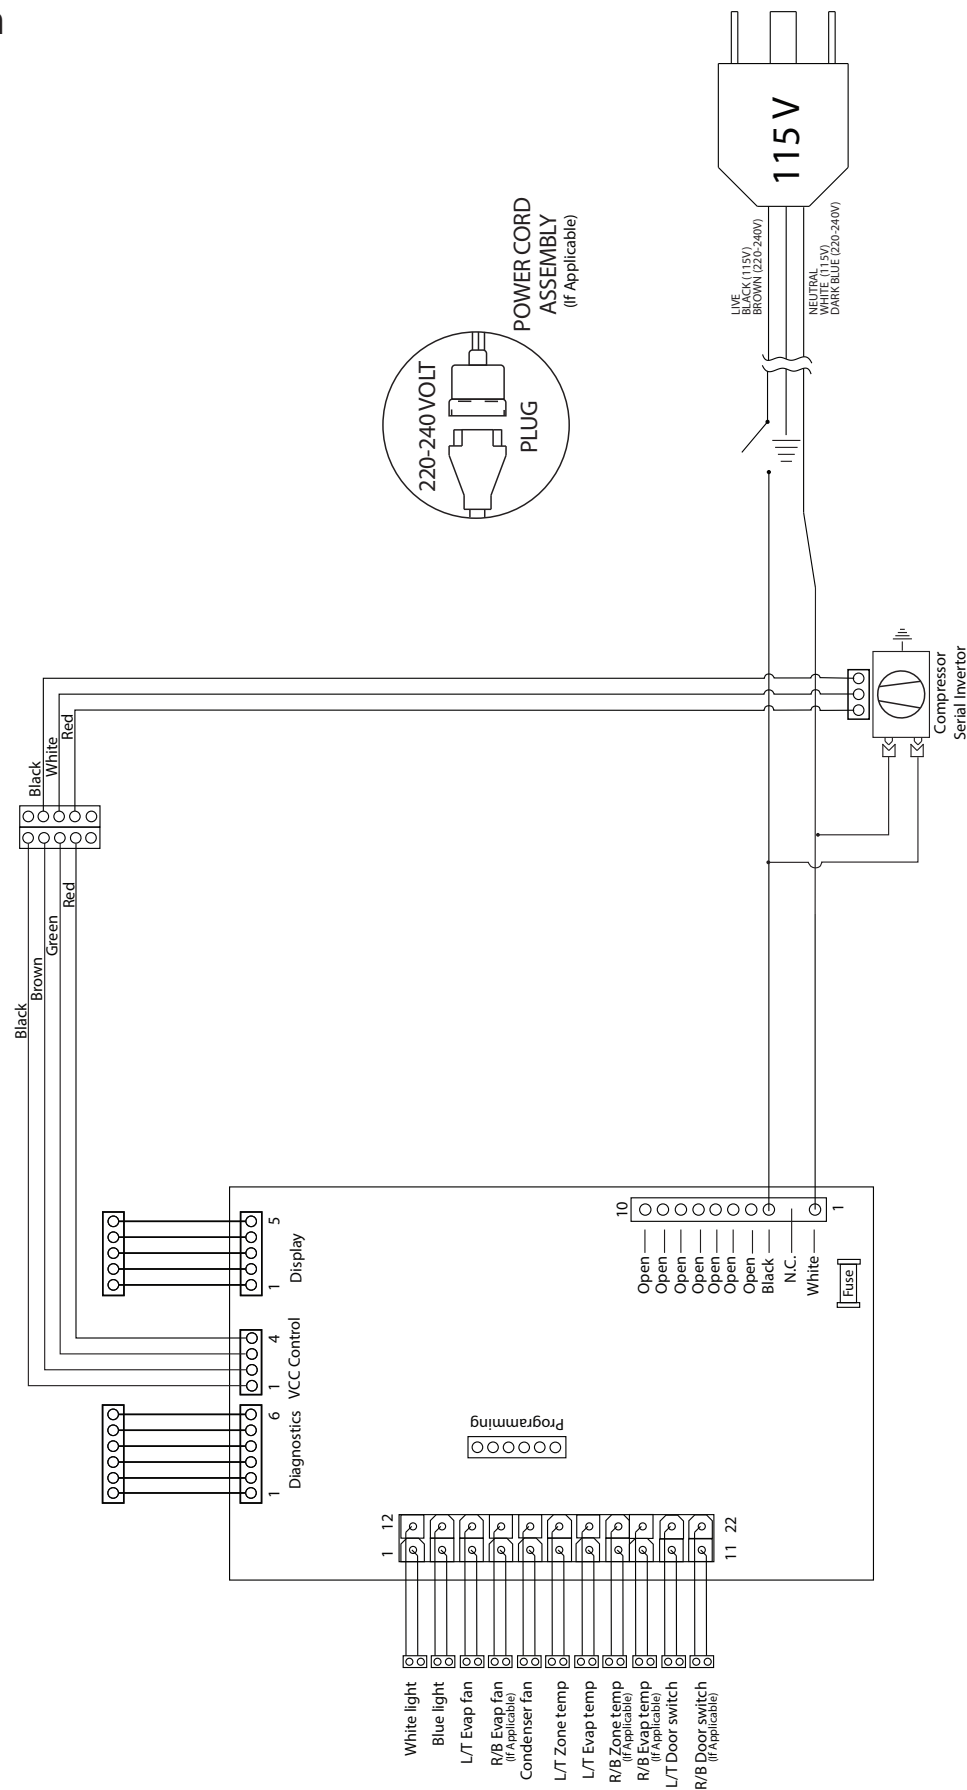 115 V
LIVE
BLACK (115V)
BROWN (220-240V)
NEUTRAL
WHITE (115V)
DARK BLUE (220-240V)
POWER CORD
ASSEMBLY
(If Applicable)
220-240 VOLT
PLUG
Compressor
Serial Invertor
Black
White
Red
Black
Brown
Green
Red
1
5
Display
1
4
VCC Control
1
6
Diagnostics
Programming
10
1
Open
Open
Open
Open
Open
Open
Open
Black
N.C.
White
Fuse
1
12
11
22
White light
Blue light
L/T Evap fan
R/B Evap fan
(If Applicable)
Condenser fan
L/T Zone temp
L/T Evap temp
R/B Zone temp
(If Applicable)
R/B Evap temp
(If Applicable)
L/T Door switch
R/B Door switch
(If Applicable)